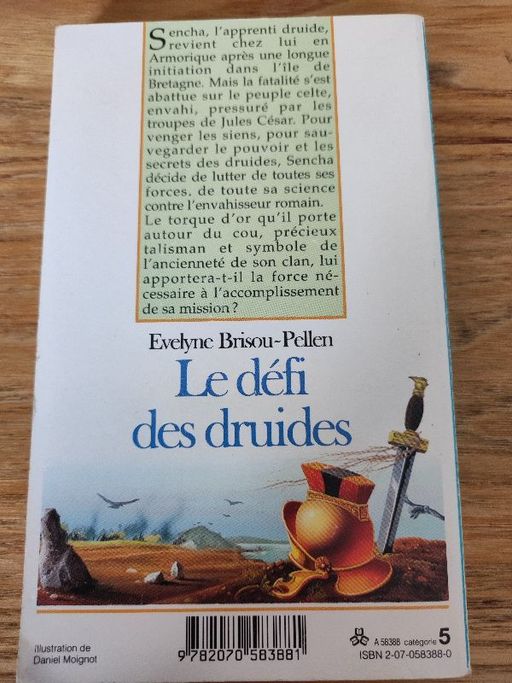 Sencha, l'apprenti druide,
revient chez lui en
Armorique après une longue
initiation dans l'île de
Bretagne. Mais la fatalité s'est
abattue sur le peuple celte,
envahi, pressuré par les
troupes de Jules César. Pour
venger les siens, pour sau-
vegarder le pouvoir et les
secrets des druides, Sencha
décide de lutter de toutes ses
forces. de toute sa science
contre l'envahisseur romain.
Le torque d'or qu'il porte
autour du cou, précieux
talisman et symbole de
l'ancienneté de son clan, lui
apportera-t-il la force né-
cessaire à l'accomplissement
de sa mission ?
Evelyne Brisou-Pellen
Le défi
des druides
Illustration de
Daniel Moignot
9 782070 583881
A 58388 catégorie 5
ISBN 2-07-058388-0